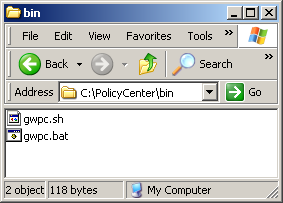 bin
File Edit View Favorites Tools »
Back » Search »
Address C:\PolicyCenter\bin Go
gwpc.sh
gwpc.bat
2 object 118 bytes My Computer